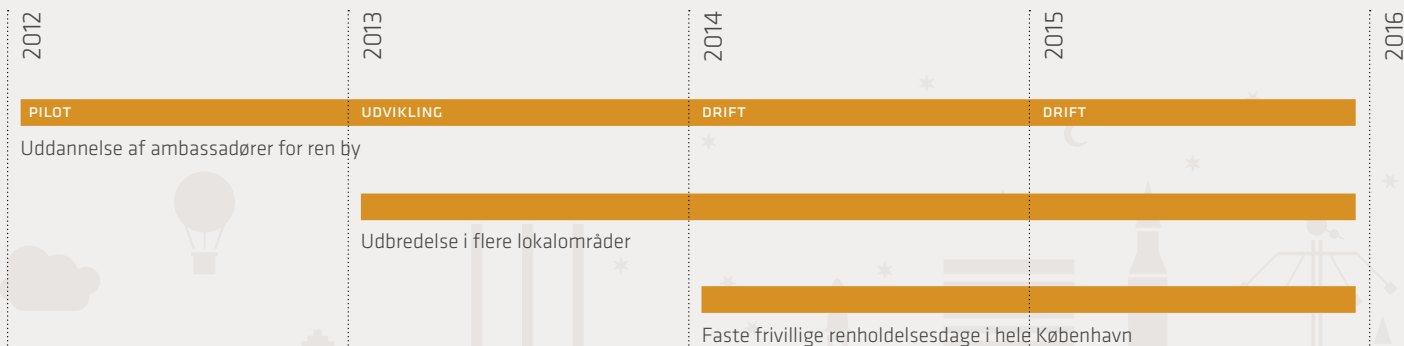 2012
2013
2014
2015
2016
PILOT
UDVIKLING
DRIFT
DRIFT
Uddannelse af ambassadører for ren by
Udbredelse i flere lokalområder
Faste frivillige renholdelsesdage i hele København